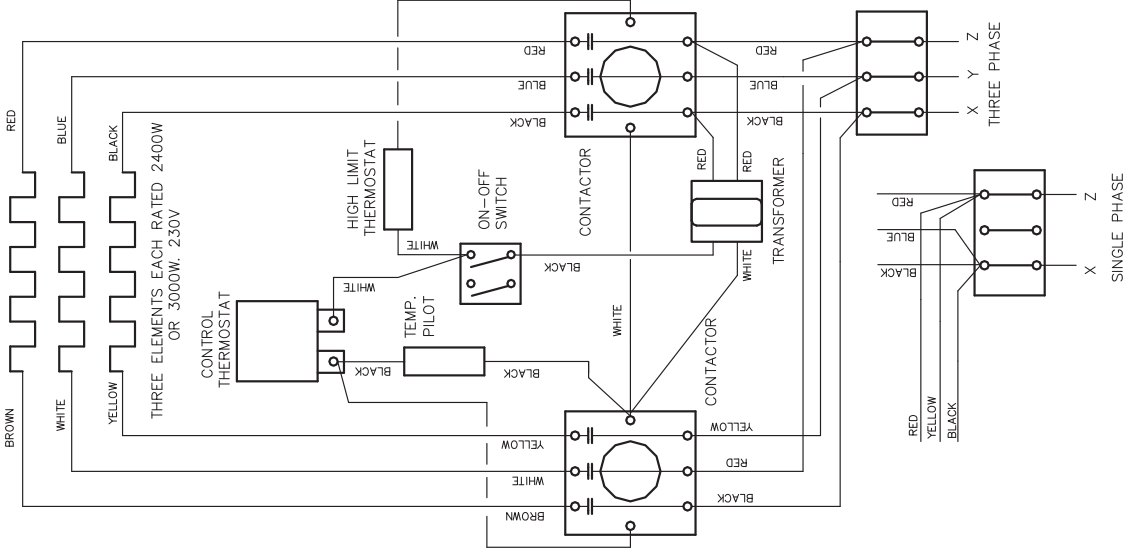 RED
BLUE
BLACK
THREE ELEMENTS EACH RATED 2400W
OR 3000W. 230V
BROWN
WHITE
YELLOW
CONTROL
THERMOSTAT
HIGH LIMIT
THERMOSTAT
ON-OFF
SWITCH
WHITE
WHITE
BLACK
TEMP.
PILOT
BLACK
BLACK
RED
BLUE
BLACK
CONTACTOR
RED
BLUE
BLACK
RED
RED
TRANSFORMER
WHITE
WHITE
CONTACTOR
YELLOW
WHITE
BROWN
YELLOW
RED
BLACK
Z
Y
X
THREE PHASE
RED
BLUE
BLACK
Z
X
SINGLE PHASE
RED
YELLOW
BLACK